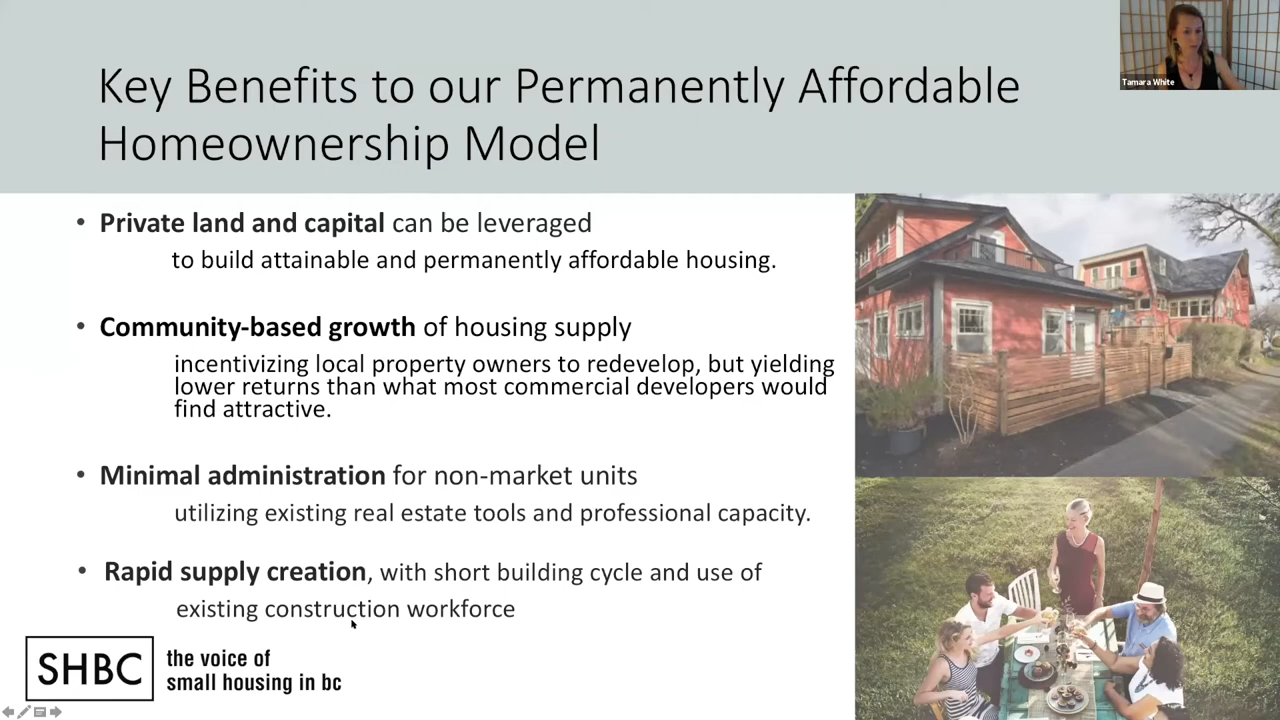 Key Benefits to our Permanently Affordable
Homeownership Model
Tamara White
• Private land and capital can be leveraged
to build attainable and permanently affordable housing.
• Community-based growth of housing supply
incentivizing local property owners to redevelop, but yielding
lower returns than what most commercial developers would
find attractive.
• Minimal administration for non-market units
utilizing existing real estate tools and professional capacity.
• Rapid supply creation, with short building cycle and use of
existing construction workforce
SHBC
the voice of
small housing in bc